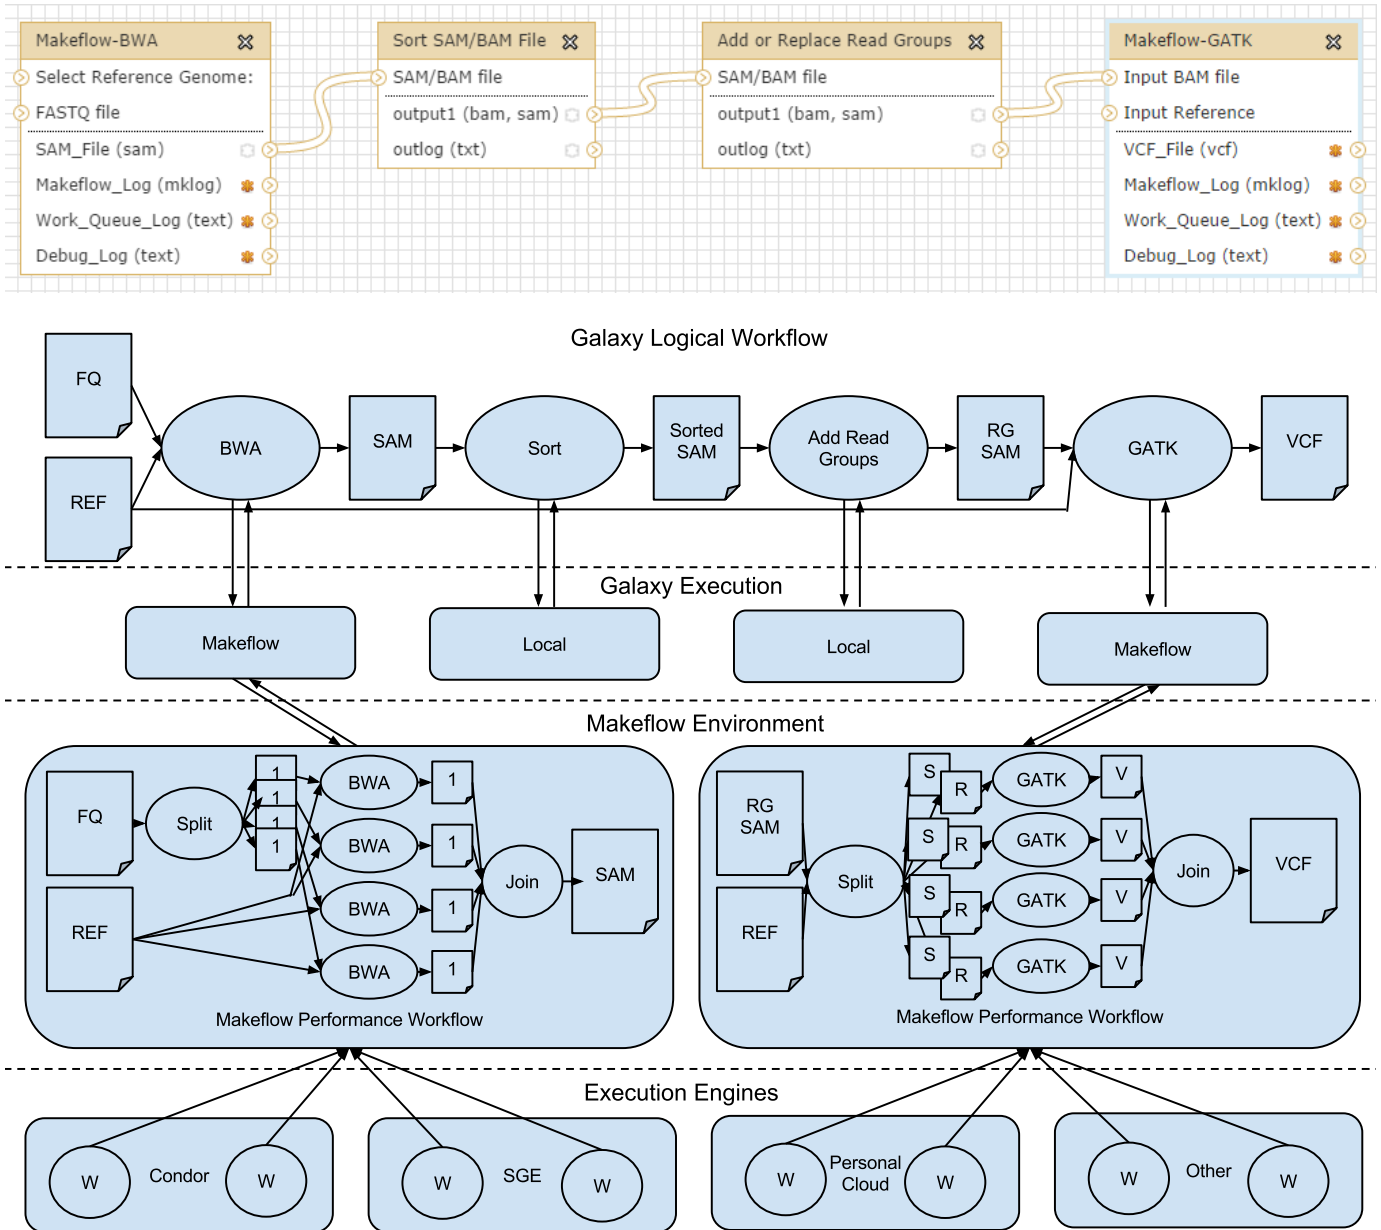 Makeflow-BWA
Select Reference Genome:
FASTQ file
SAM_File (sam)
Makeflow_Log (mklog)
Work_Queue_Log (text)
Debug_Log (text)
Sort SAM/BAM File
SAM/BAM file
output1 (bam, sam)
outlog (txt)
Add or Replace Read Groups
SAM/BAM file
output1 (bam, sam)
outlog (txt)
Makeflow-GATK
Input BAM file
Input Reference
VCF_File (vcf)
Makeflow_Log (mklog)
Work_Queue_Log (text)
Debug_Log (text)
Galaxy Logical Workflow
FQ
REF
BWA
SAM
Sort
Sorted
SAM
Add Read
Groups
RG
SAM
GATK
VCF
Galaxy Execution
Makeflow
Local
Local
Makeflow
Makeflow Environment
FQ
REF
Split
1
1
1
1
BWA
BWA
BWA
BWA
1
1
1
1
Join
SAM
Makeflow Performance Workflow
RG
SAM
REF
Split
S
R
S
R
S
R
S
R
GATK
GATK
GATK
GATK
V
V
V
V
Join
VCF
Makeflow Performance Workflow
Execution Engines
W
Condor
W
W
SGE
W
W
Personal
Cloud
W
W
Other
W